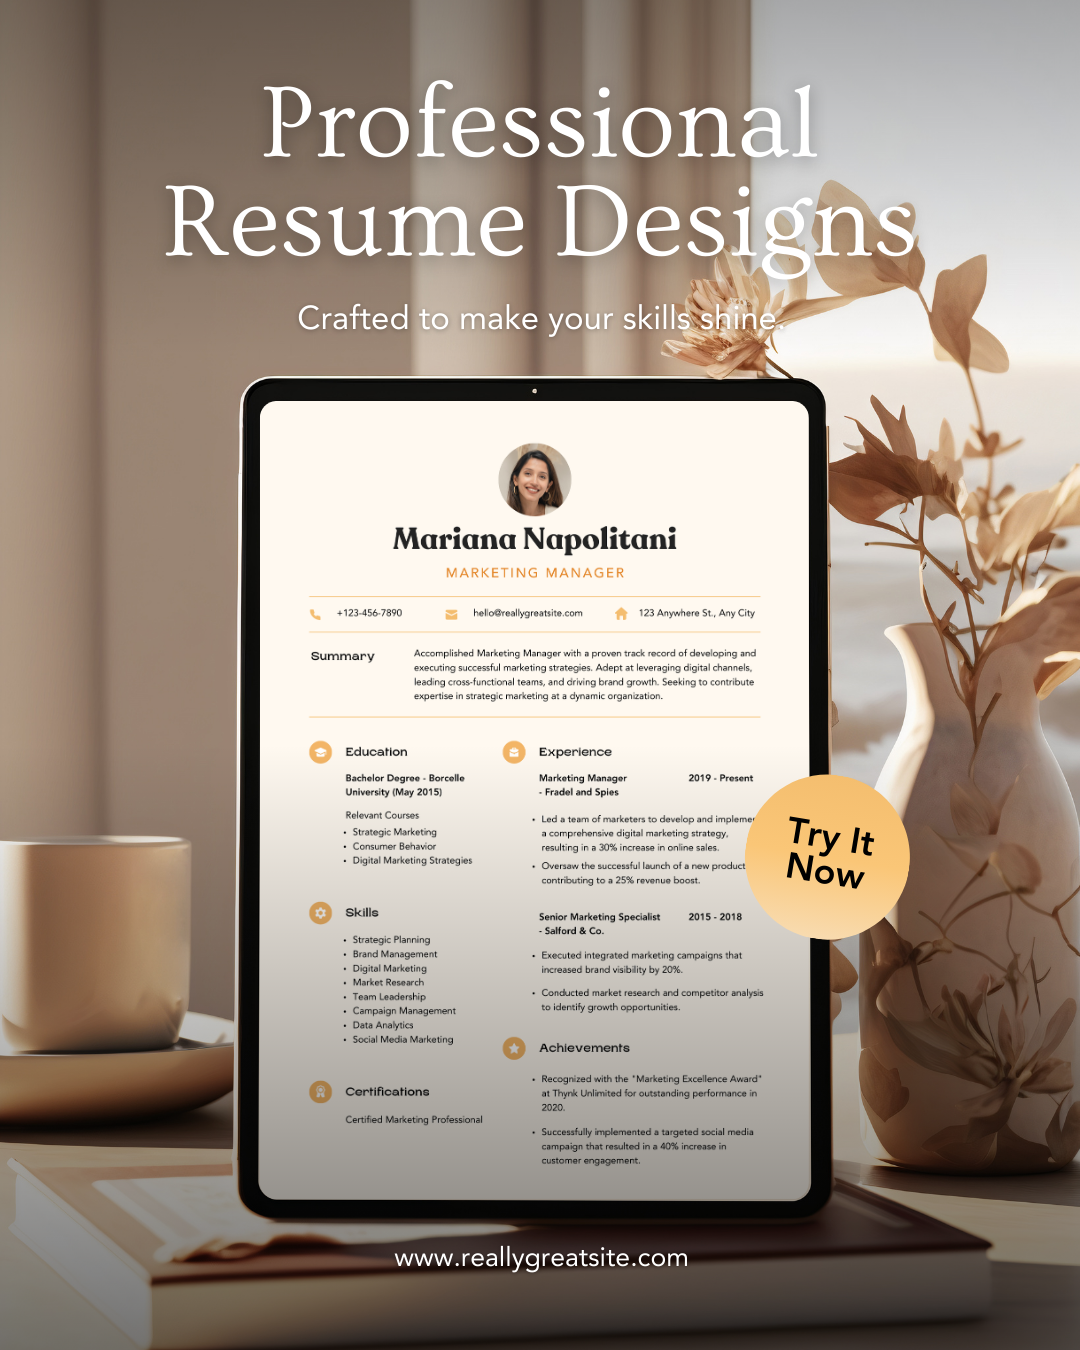 Professional
Resume Designs
Crafted to make your skills shine.
Mariana Napolitani
MARKETING MANAGER
+123-456-7890
hello@reallygreatsite.com
123 Anywhere St., Any City
Summary
Accomplished Marketing Manager with a proven track record of developing and
executing successful marketing strategies. Adept at leveraging digital channels,
leading cross-functional teams, and driving brand growth. Seeking to contribute
expertise in strategic marketing at a dynamic organization.
Education
Bachelor Degree - Borcelle
University (May 2015)
Relevant Courses
• Strategic Marketing
• Consumer Behavior
• Digital Marketing Strategies
Skills
• Strategic Planning
• Brand Management
• Digital Marketing
• Market Research
• Team Leadership
• Campaign Management
• Data Analytics
• Social Media Marketing
Certifications
Certified Marketing Professional
Experience
Marketing Manager 2019 - Present
- Fradel and Spies
• Led a team of marketers to develop and implemen
a comprehensive digital marketing strategy,
resulting in a 30% increase in online sales.
• Oversaw the successful launch of a new product
contributing to a 25% revenue boost.
Senior Marketing Specialist 2015 - 2018
- Salford & Co.
• Executed integrated marketing campaigns that
increased brand visibility by 20%.
• Conducted market research and competitor analysis
to identify growth opportunities.
Achievements
• Recognized with the "Marketing Excellence Award"
at Thynk Unlimited for outstanding performance in
2020.
• Successfully implemented a targeted social media
campaign that resulted in a 40% increase in
customer engagement.
Try It
Now
www.reallygreatsite.com